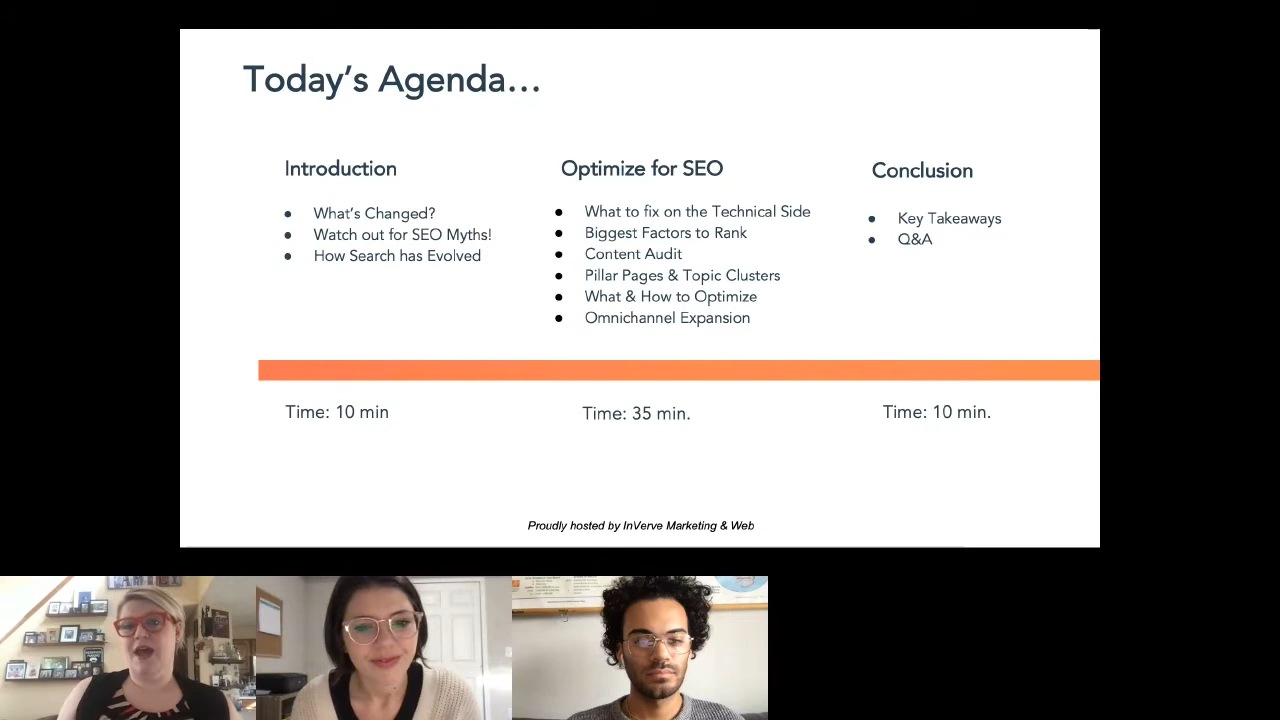 Today's Agenda...
Introduction
What's Changed?
Watch out for SEO Myths!
How Search has Evolved
Time: 10 min
Optimize for SEO
What to fix on the Technical Side
Biggest Factors to Rank
Content Audit
Pillar Pages & Topic Clusters
What & How to Optimize
Omnichannel Expansion
Time: 35 min.
Conclusion
Key Takeaways
Q&A
Time: 10 min.
Proudly hosted by InVerve Marketing & Web